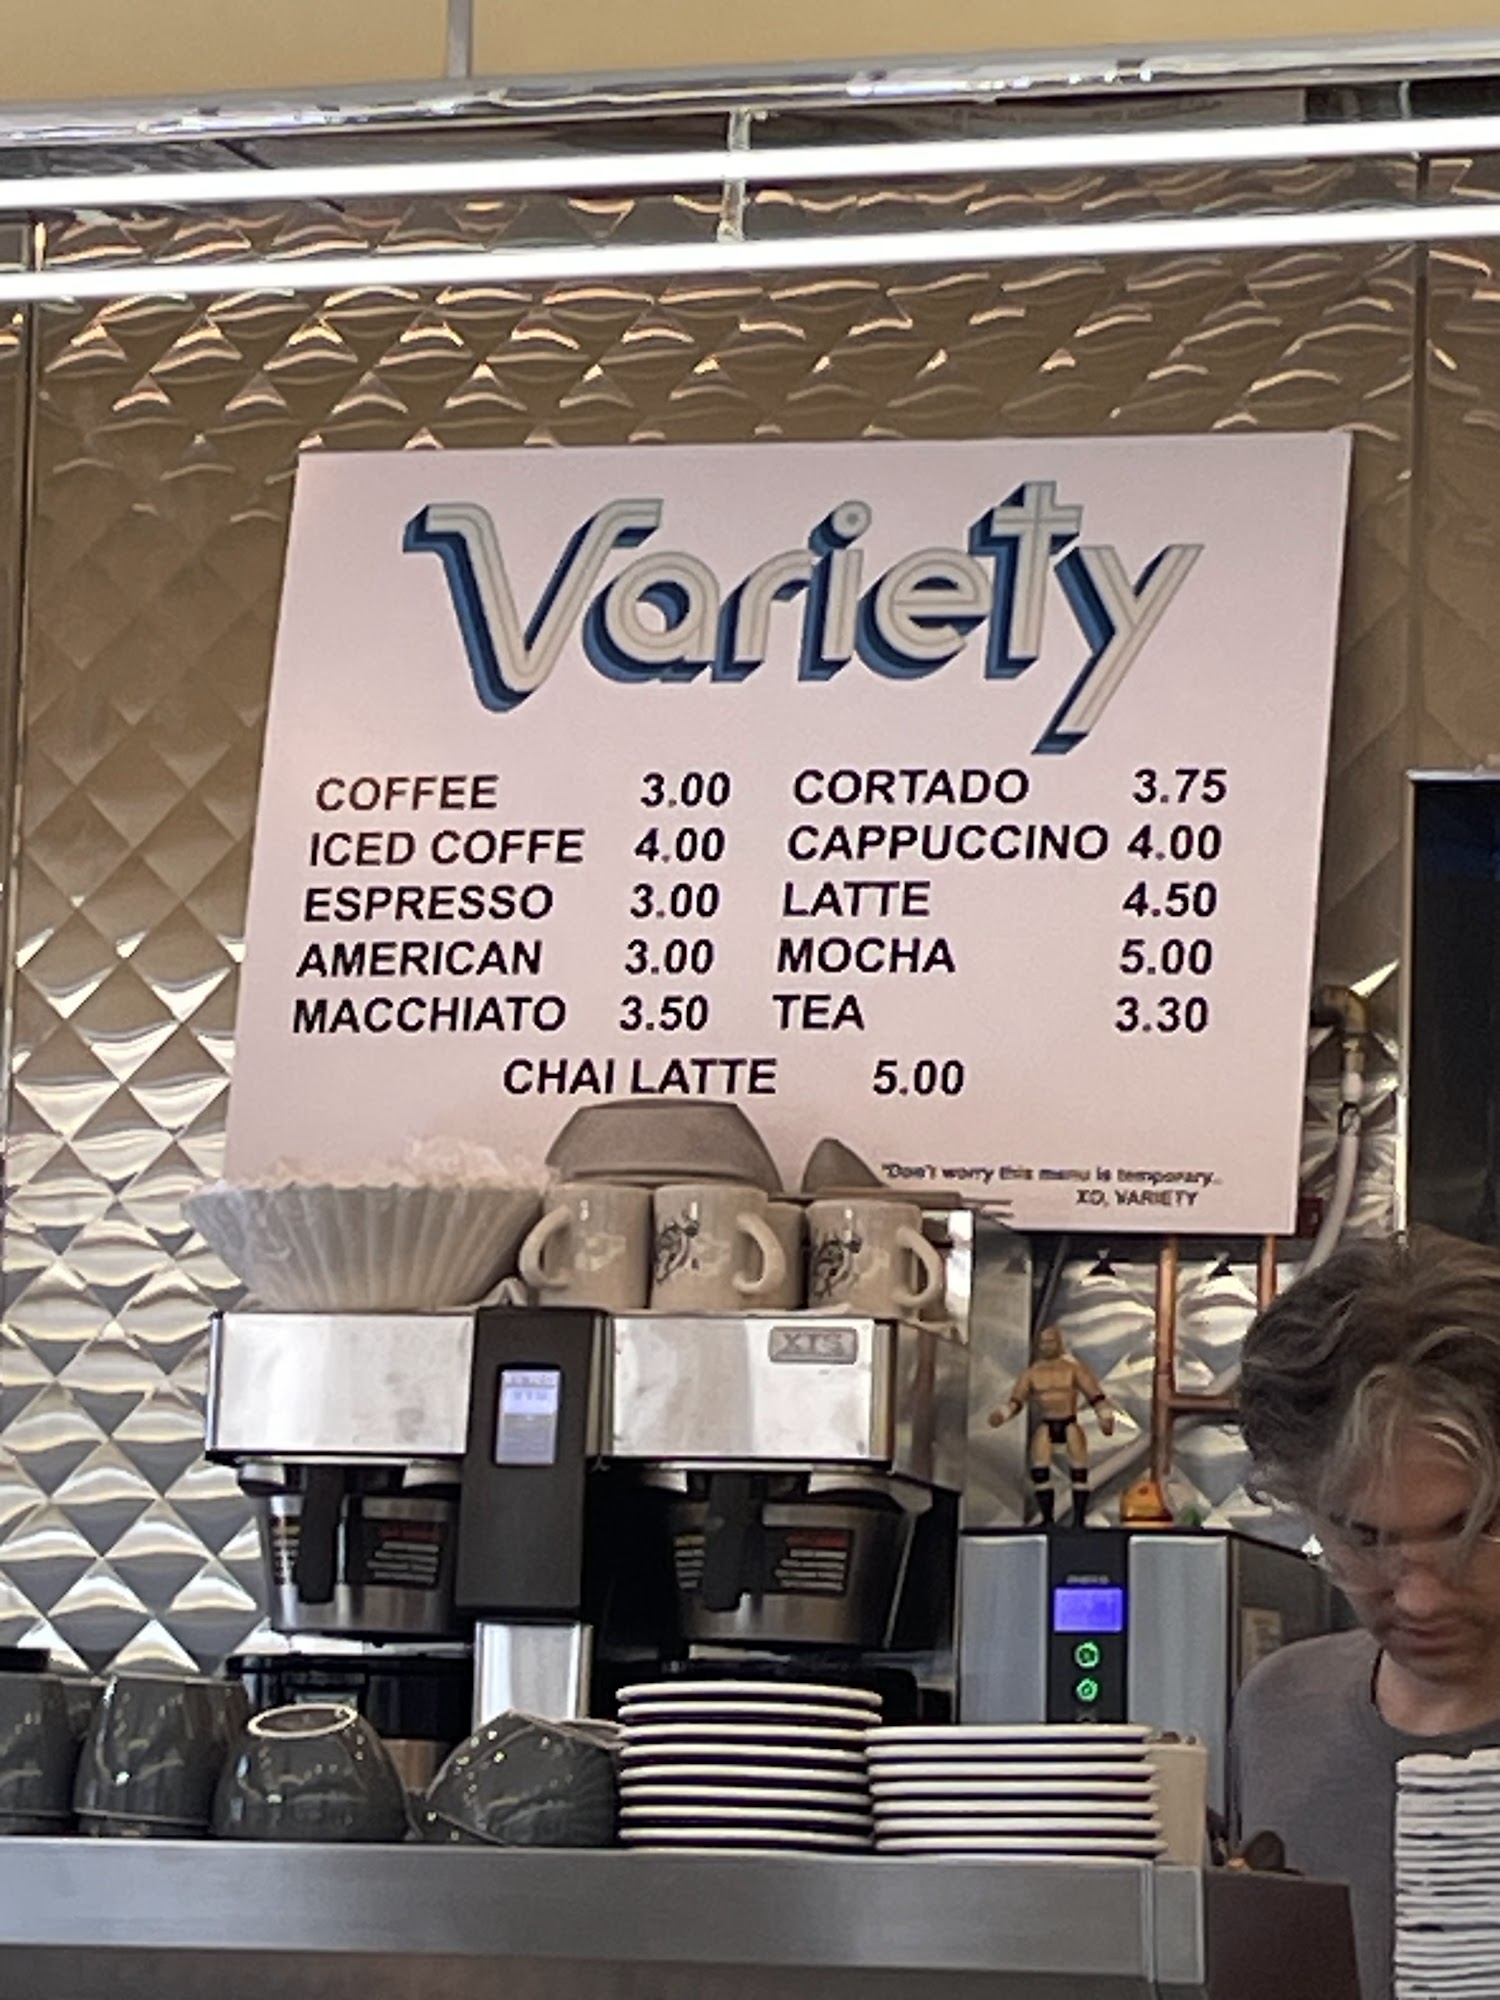 Variety
COFFEE 3.00 CORTADO 3.75
ICED COFFE 4.00 CAPPUCCINO 4.00
ESPRESSO 3.00 LATTE 4.50
AMERICAN 3.00 MOCHA 5.00
MACCHIATO 3.50 TEA 3.30
CHAI LATTE 5.00
"Don't worry this menu is temporary..
XO, VARIETY
XTS